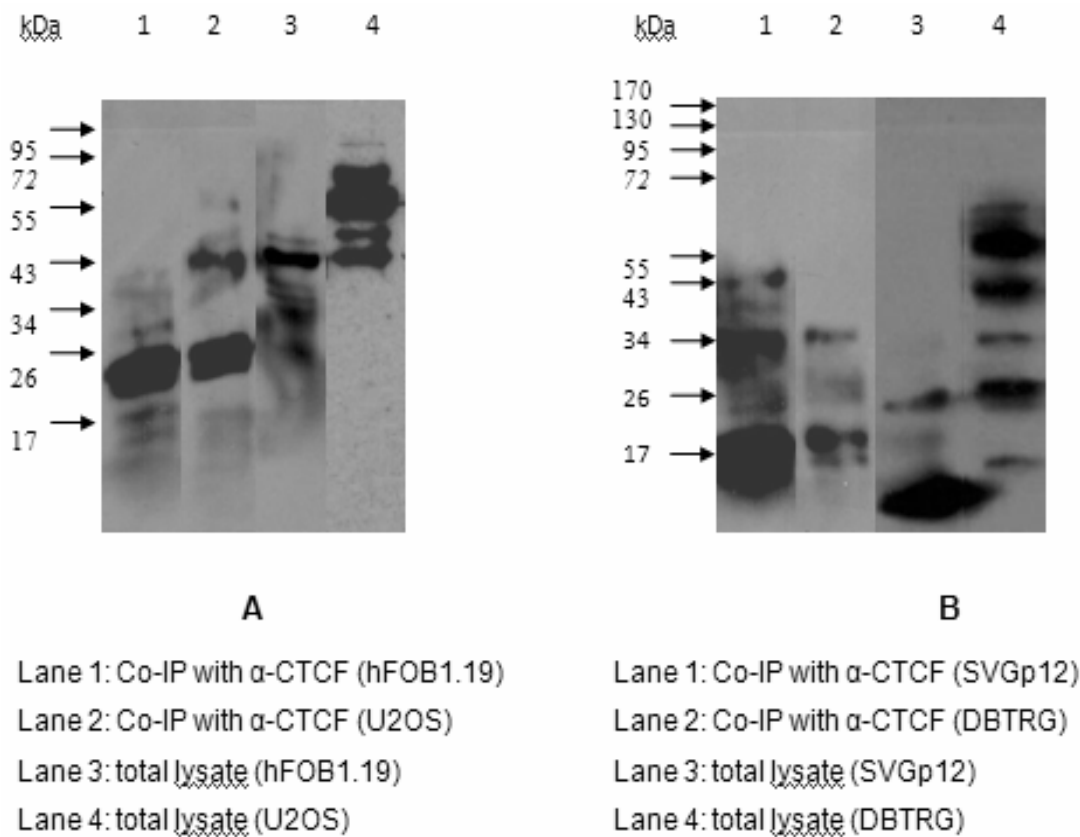 kDa 1 2 3 4
95
72
55
43
34
26
17
A
Lane 1: Co-IP with α-CTCF (hFOB1.19)
Lane 2: Co-IP with α-CTCF (U2OS)
Lane 3: total lysate (hFOB1.19)
Lane 4: total lysate (U2OS)
kDa 1 2 3 4
170
130
95
72
55
43
34
26
17
B
Lane 1: Co-IP with α-CTCF (SVGp12)
Lane 2: Co-IP with α-CTCF (DBTRG)
Lane 3: total lysate (SVGp12)
Lane 4: total lysate (DBTRG)